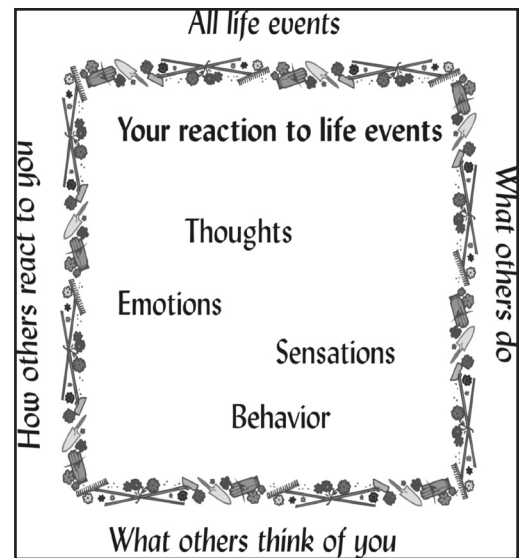 All life events
Your reaction to life events
How others react to you
What others do
Thoughts
Emotions
Sensations
Behavior
What others think of you